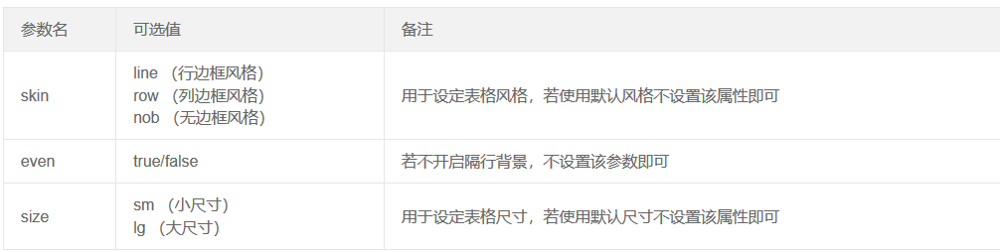 参数名 可选值 备注
skin
line （行边框风格）
row （列边框风格）
nob （无边框风格）
用于设定表格风格，若使用默认风格不设置该属性即可
even true/false 若不开启隔行背景，不设置该参数即可
size
sm （小尺寸）
lg （大尺寸）
用于设定表格尺寸，若使用默认尺寸不设置该属性即可